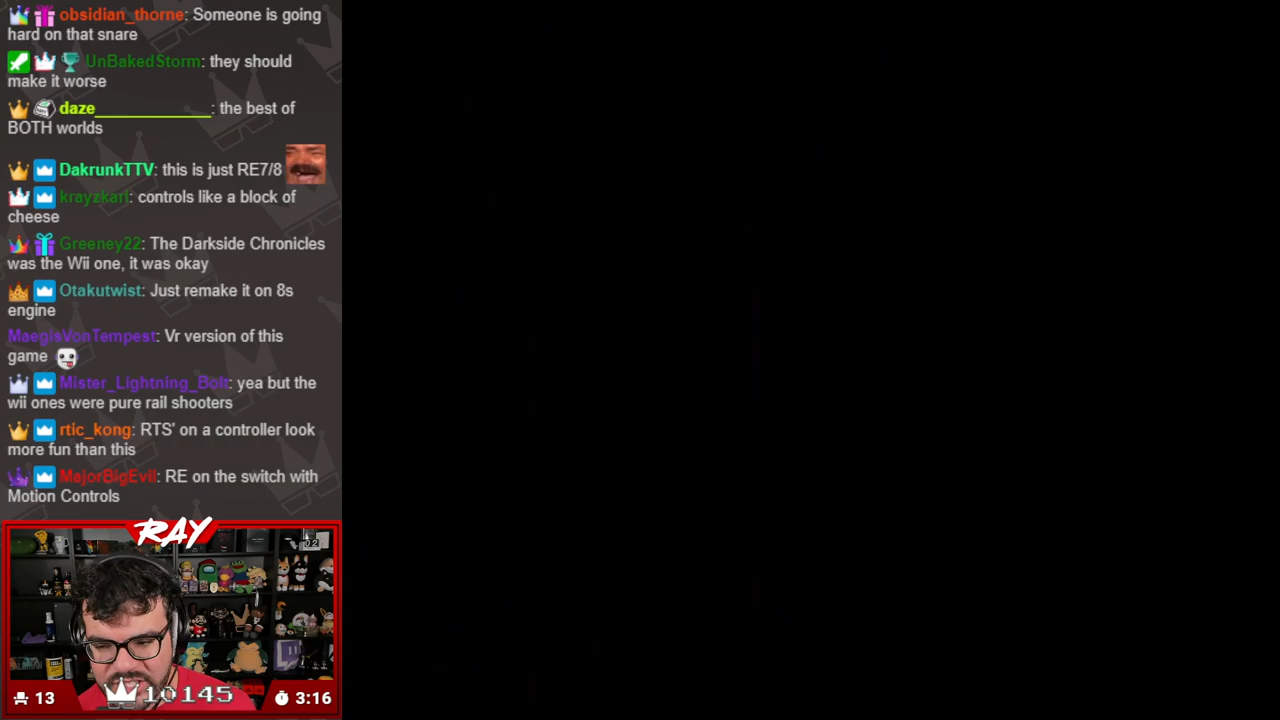 obsidian_thorne: Someone is going
hard on that snare
UnBakedStorm: they should
make it worse
daze_____________: the best of
BOTH worlds
DakrunkTTV: this is just RE7/8
krayzkarl: controls like a block of
cheese
Greeney22: The Darkside Chronicles
was the Wii one, it was okay
Otakutwist: Just remake it on 8s
engine
MaegisVonTempest: Vr version of this
game
Mister_Lightning_Bolt: yea but the
wii ones were pure rail shooters
rtic_kong: RTS' on a controller look
more fun than this
MajorBigEvil: RE on the switch with
Motion Controls
RAY
13
10145
3:16